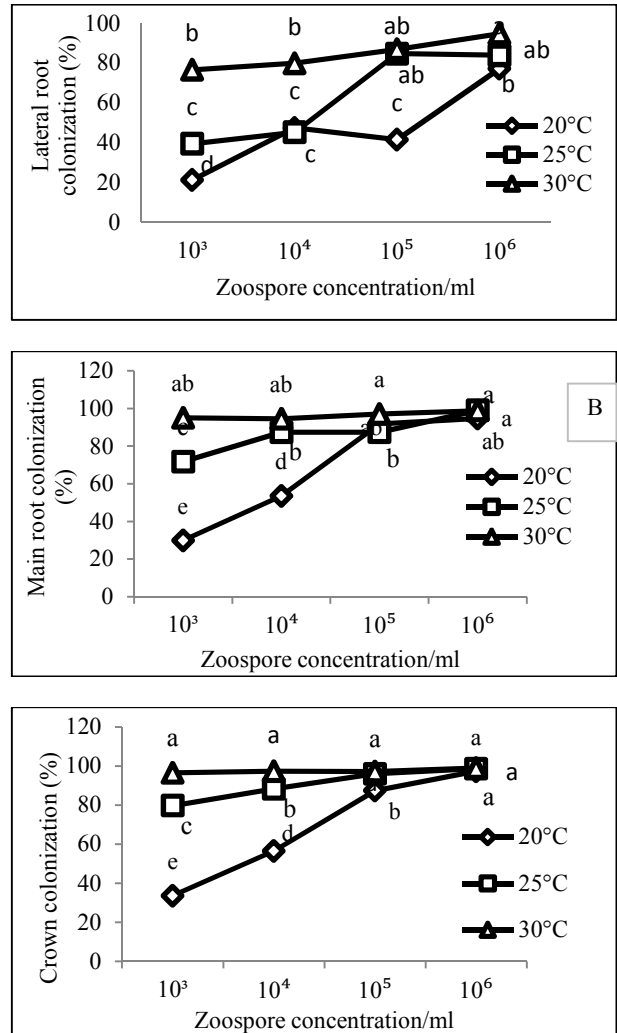 100
80
60
40
20
0
Lateral root
colonization (%)
b b ab a
c c ab ab
d c c b
20°C
25°C
30°C
10³ 10⁴ 10⁵ 10⁶
Zoospore concentration/ml
120
100
80
60
40
20
0
Main root colonization
(%)
ab ab a a
c b ab a
e d b ab
B
20°C
25°C
30°C
10³ 10⁴ 10⁵ 10⁶
Zoospore concentration/ml
120
100
80
60
40
20
0
Crown colonization (%)
a a a a
c b a
e d b a
20°C
25°C
30°C
10³ 10⁴ 10⁵ 10⁶
Zoospore concentration/ml